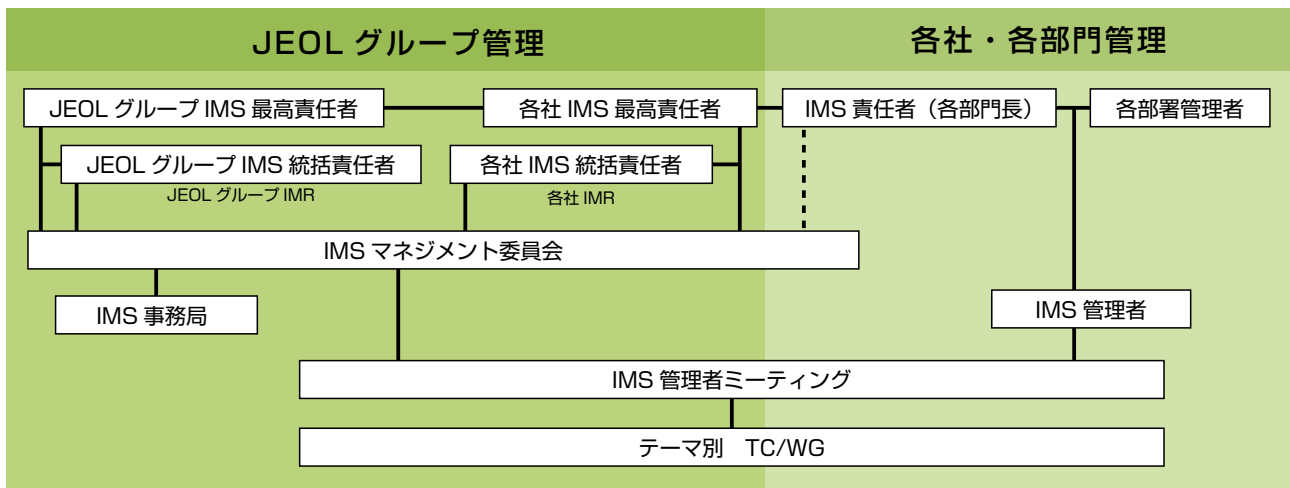 JEOL グループ管理
各社・各部門管理
JEOL グループ IMS 最高責任者
各社 IMS 最高責任者
IMS 責任者（各部門長）
各部署管理者
JEOL グループ IMS 統括責任者
各社 IMS 統括責任者
JEOL グループ IMR
各社 IMR
IMS マネジメント委員会
IMS 事務局
IMS 管理者
IMS 管理者ミーティング
テーマ別　TC/WG